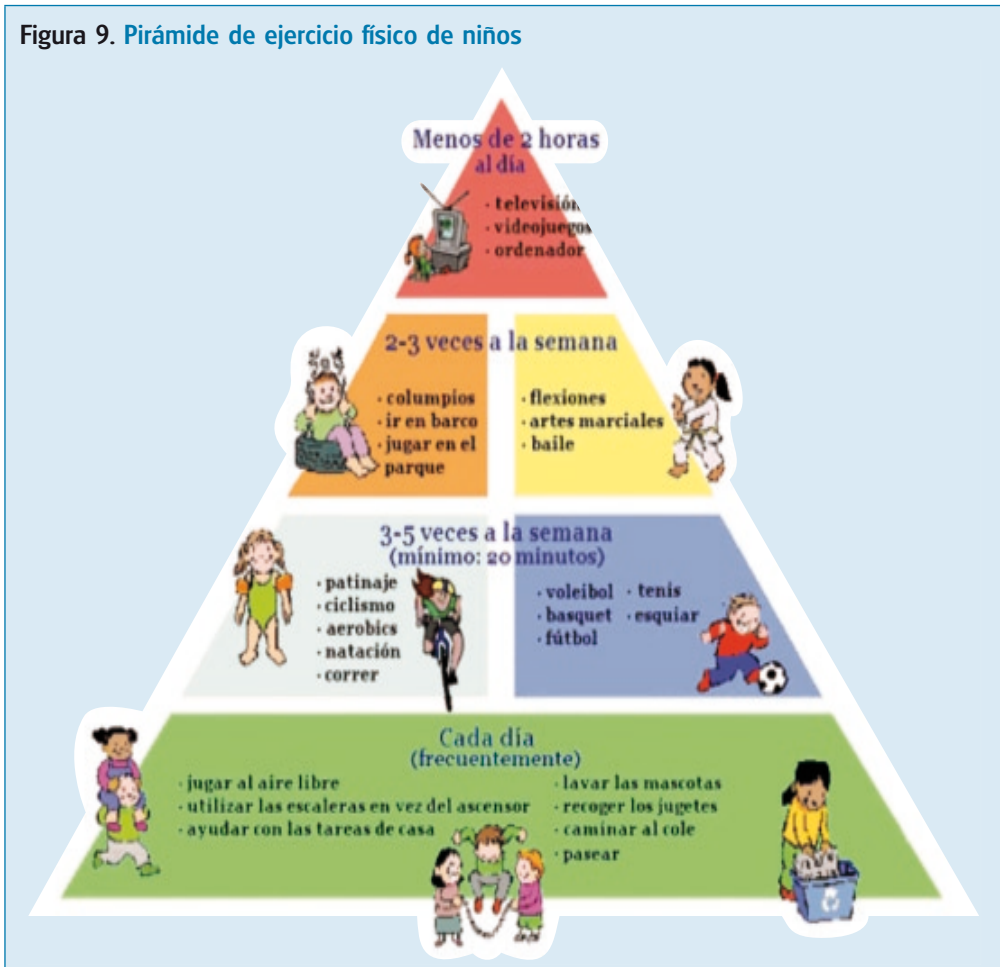 Figura 9. Pirámide de ejercicio físico de niños
Menos de 2 horas
al día
· televisión
· videojuegos
· ordenador
2-3 veces a la semana
· columpios
· ir en barco
· jugar en el
parque
· flexiones
· artes marciales
· baile
3-5 veces a la semana
(mínimo: 20 minutos)
· patinaje
· ciclismo
· aerobics
· natación
· correr
· voleibol · tenis
· basquet · esquiar
· fútbol
Cada día
(frecuentemente)
· jugar al aire libre
· utilizar las escaleras en vez del ascensor
· ayudar con las tareas de casa
· lavar las mascotas
· recoger los jugetes
· caminar al cole
· pasear